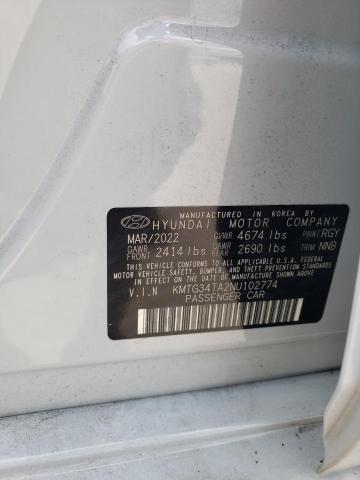 MANUFACTURED IN KOREA BY
HYUNDAI MOTOR COMPANY
MAR/2022 GVWR 4674 lbs PAINT RGY
GAWR FRONT 2414 lbs GAWR REAR 2690 lbs TRIM NNB
THIS VEHICLE CONFORMS TO ALL APPLICABLE U.S.A. FEDERAL
MOTOR VEHICLE SAFETY, BUMPER, AND THEFT PREVENTION STANDARDS
IN EFFECT ON THE DATE OF MANUFACTURE SHOWN ABOVE.
V.I.N KMTG34TA2NU102774
PASSENGER CAR